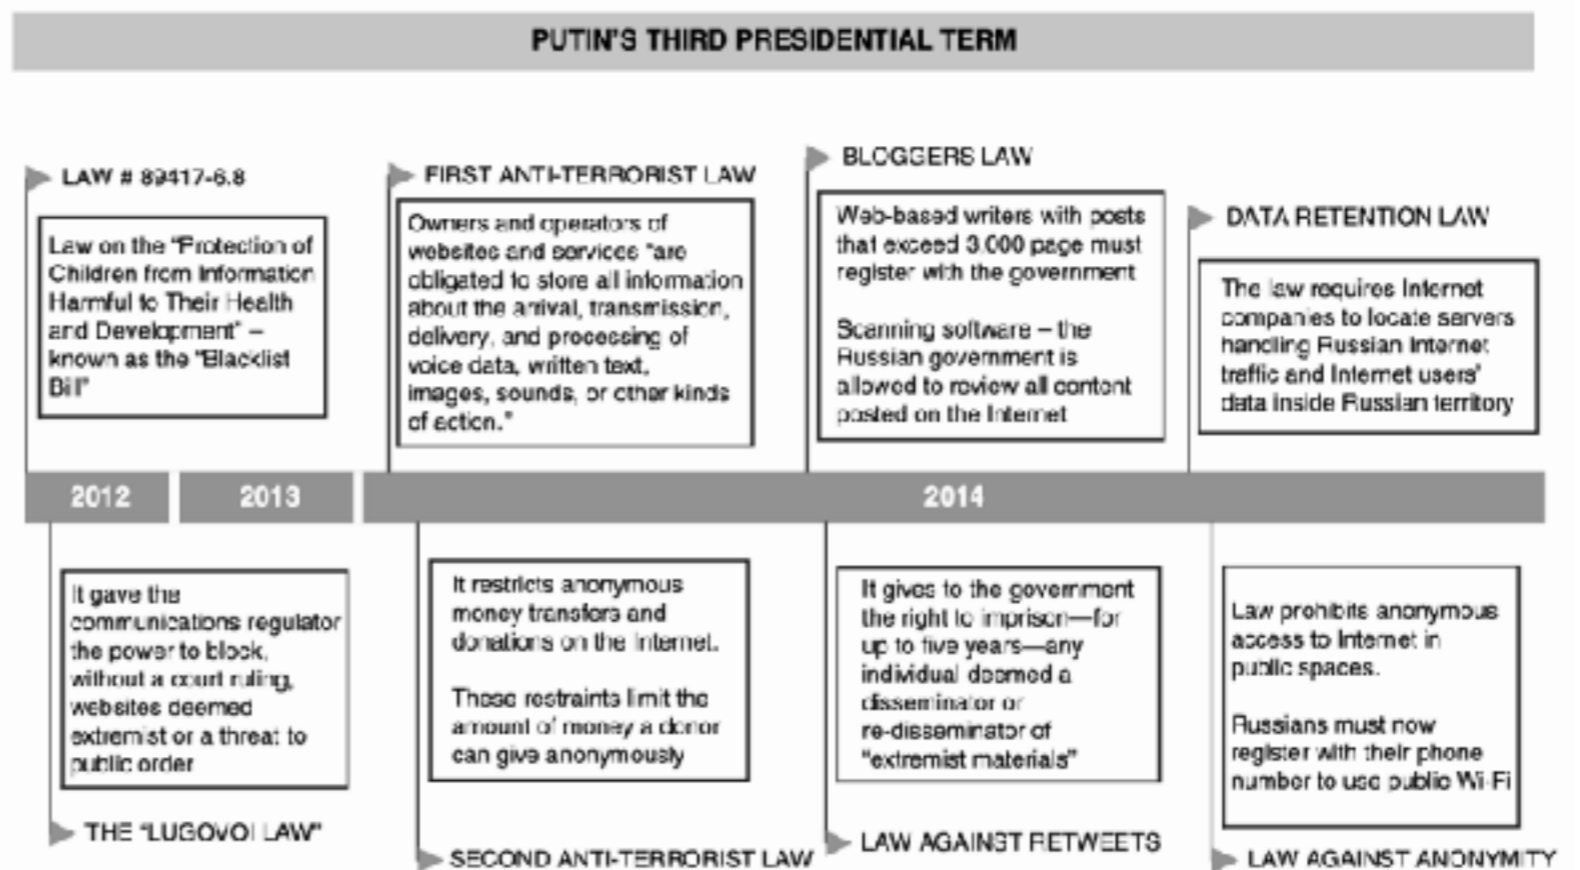 PUTIN'S THIRD PRESIDENTIAL TERM
LAW # 89417-6.8
Law on the "Protection of
Children from Information
Harmful to Their Health
and Development" –
known as the "Blacklist
Bill"
FIRST ANTI-TERRORIST LAW
Owners and operators of
websites and services "are
obligated to store all information
about the arrival, transmission,
delivery, and processing of
voice data, written text,
images, sounds, or other kinds
of action."
BLOGGERS LAW
Web-based writers with posts
that exceed 3,000 page must
register with the government
Scanning software – the
Russian government is
allowed to review all content
posted on the Internet
DATA RETENTION LAW
The law requires Internet
companies to locate servers
handling Russian Internet
traffic and Internet users'
data inside Russian territory
2012
2013
2014
It gave the
communications regulator
the power to block,
without a court ruling,
websites deemed
extremist or a threat to
public order
THE "LUGOVOI LAW"
It restricts anonymous
money transfers and
donations on the Internet.
These restraints limit the
amount of money a donor
can give anonymously
SECOND ANTI-TERRORIST LAW
It gives to the government
the right to imprison—for
up to five years—any
individual deemed a
disseminator or
re-disseminator of
"extremist materials"
LAW AGAINST RETWEETS
Law prohibits anonymous
access to Internet in
public spaces.
Russians must now
register with their phone
number to use public Wi-Fi
LAW AGAINST ANONYMITY